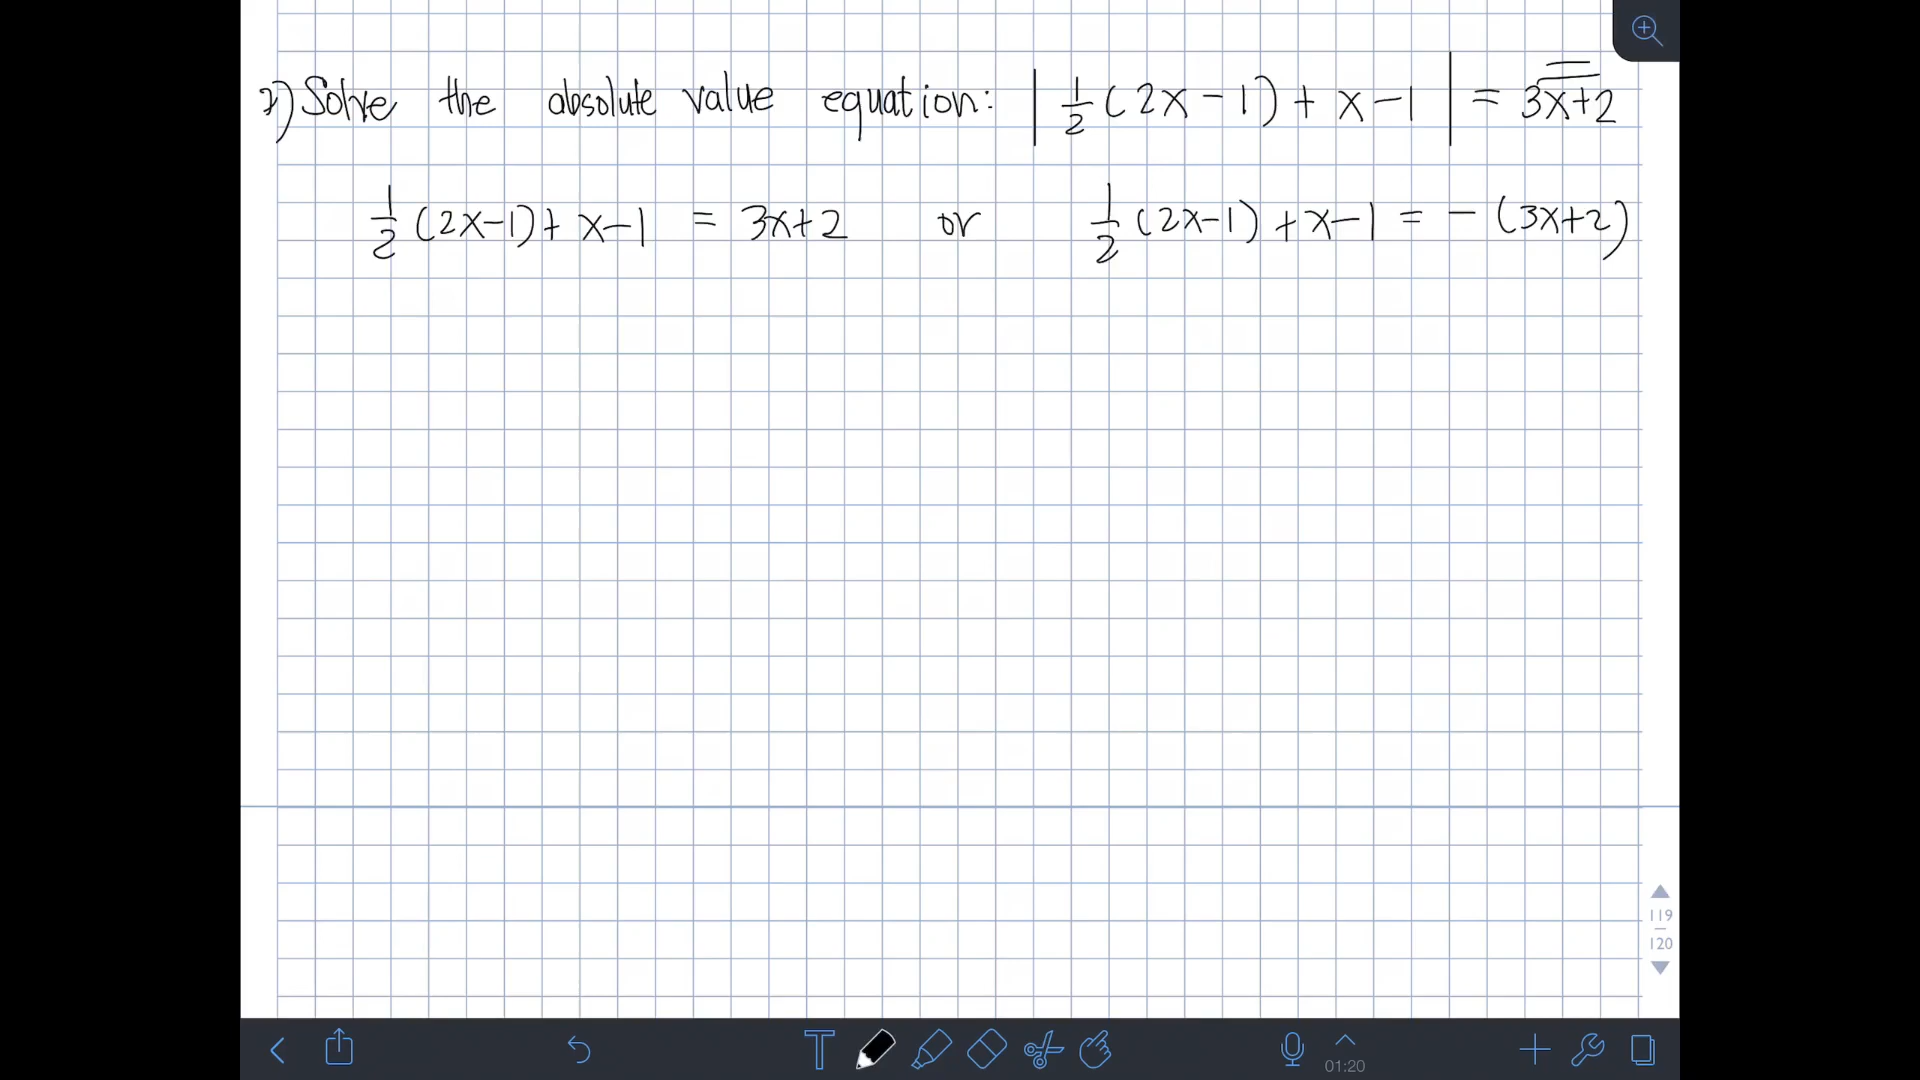 7) Solve the absolute value equation: | 1/2 (2x - 1) + x - 1 | = 3x + 2
1/2 (2x-1) + x-1 = 3x+2 or 1/2 (2x-1) + x-1 = - (3x+2)
119
120
T 01:20